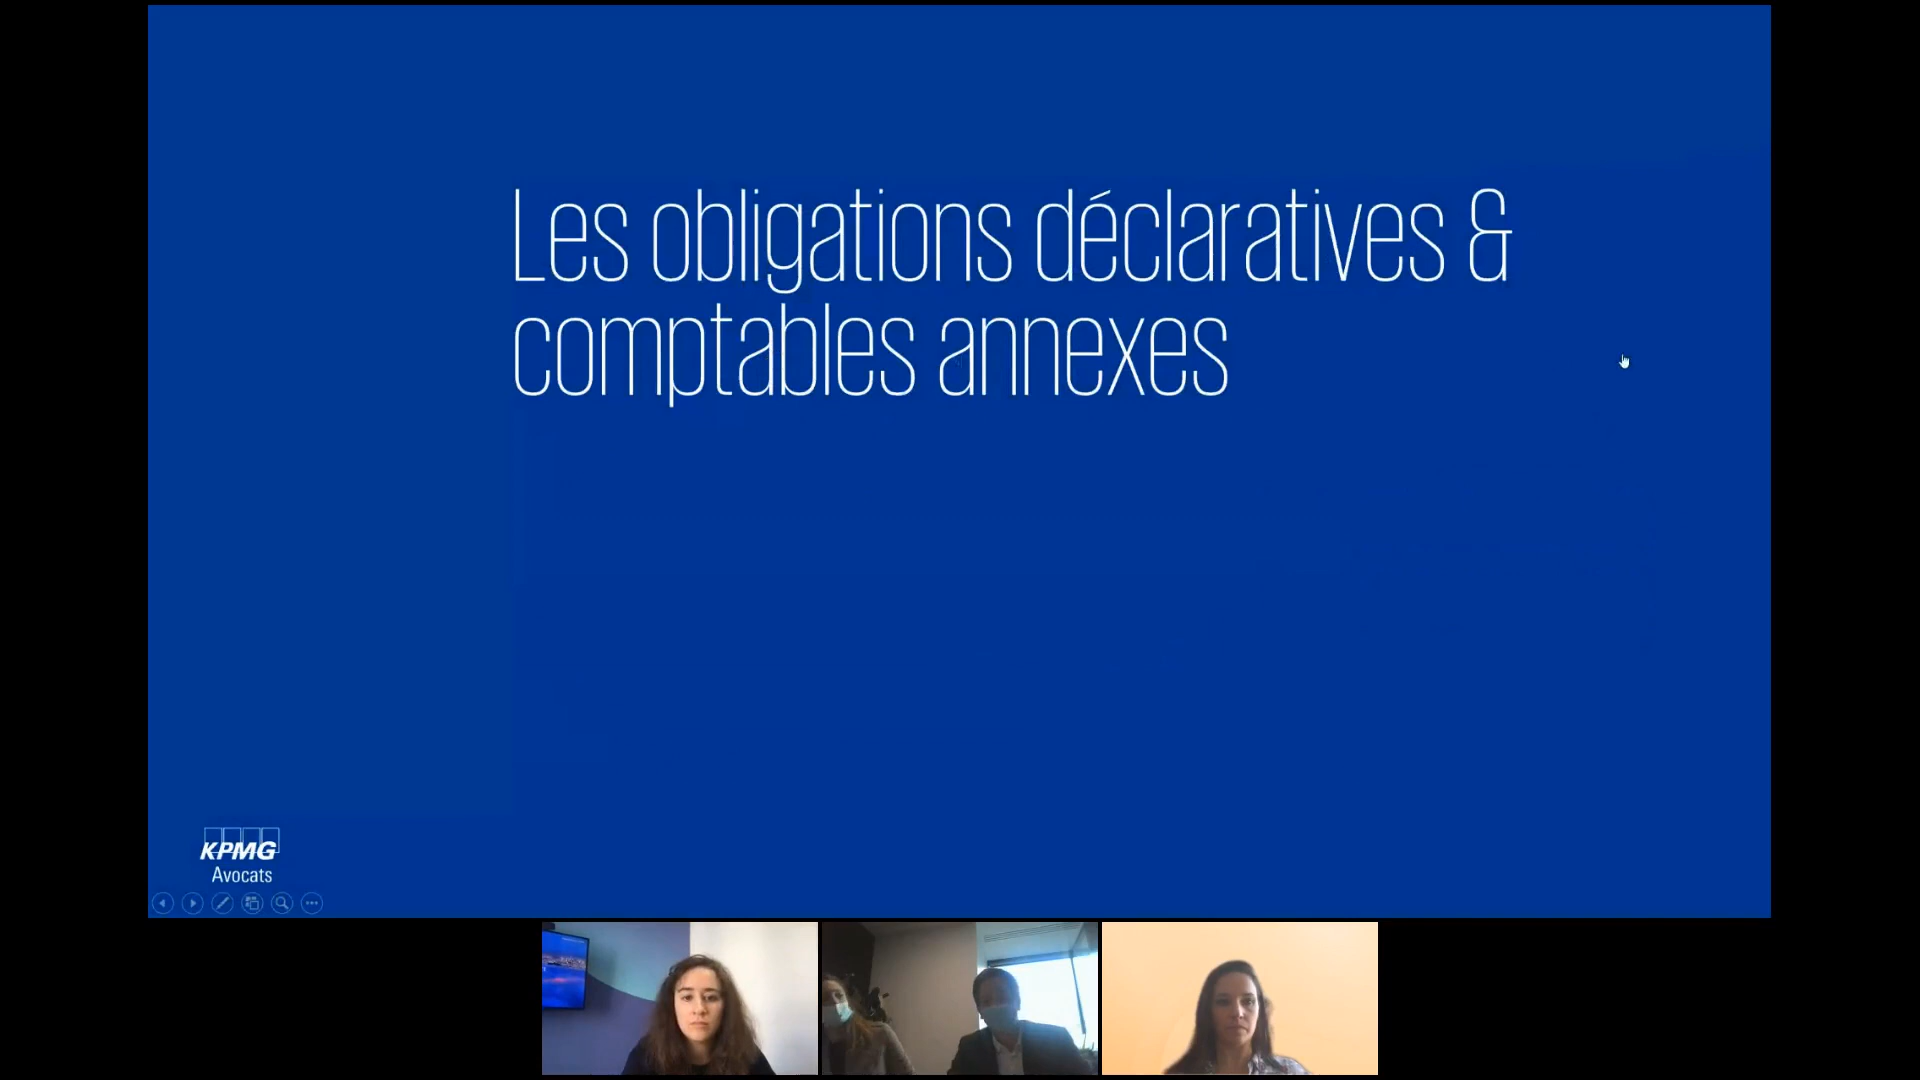 Les obligations déclaratives &
comptables annexes
KPMG
Avocats